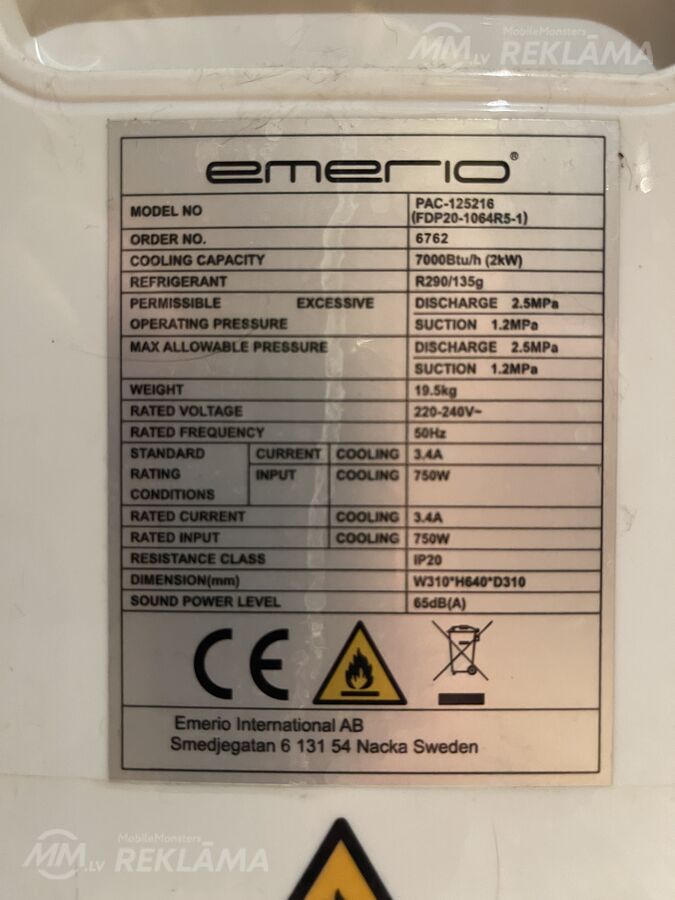 MobileMonsters
MM.LV REKLĀMA
emerio®
MODEL NO PAC-125216
(FDP20-1064R5-1)
ORDER NO. 6762
COOLING CAPACITY 7000Btu/h (2kW)
REFRIGERANT R290/135g
PERMISSIBLE EXCESSIVE DISCHARGE 2.5MPa
OPERATING PRESSURE SUCTION 1.2MPa
MAX ALLOWABLE PRESSURE DISCHARGE 2.5MPa
SUCTION 1.2MPa
WEIGHT 19.5kg
RATED VOLTAGE 220-240V~
RATED FREQUENCY 50Hz
STANDARD CURRENT COOLING 3.4A
RATING INPUT COOLING 750W
CONDITIONS
RATED CURRENT COOLING 3.4A
RATED INPUT COOLING 750W
RESISTANCE CLASS IP20
DIMENSION(mm) W310*H640*D310
SOUND POWER LEVEL 65dB(A)
CE
Emerio International AB
Smedjegatan 6 131 54 Nacka Sweden
MobileMonsters
MM.LV REKLĀMA